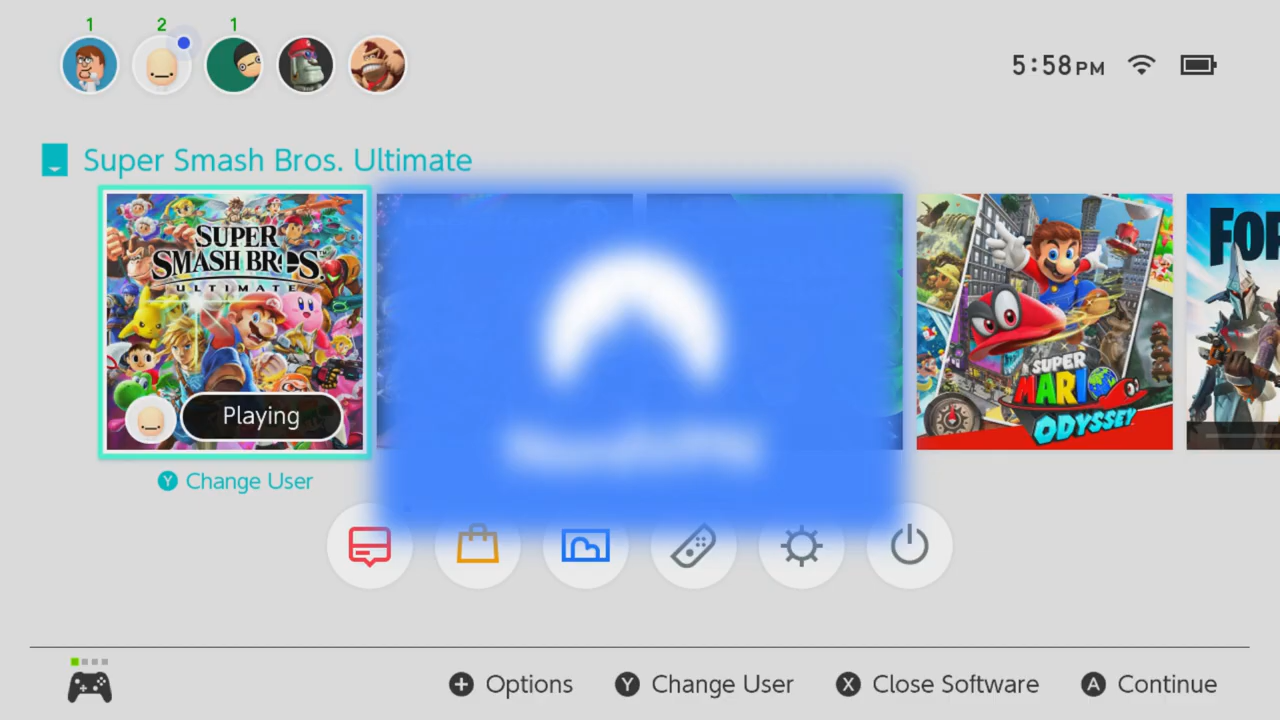 1
2
1
5:58PM
Super Smash Bros. Ultimate
SUPER
SMASH BROS.
ULTIMATE
Playing
SUPER
MARIO
ODYSSEY
FOR
Y Change User
+ Options
Y Change User
X Close Software
A Continue